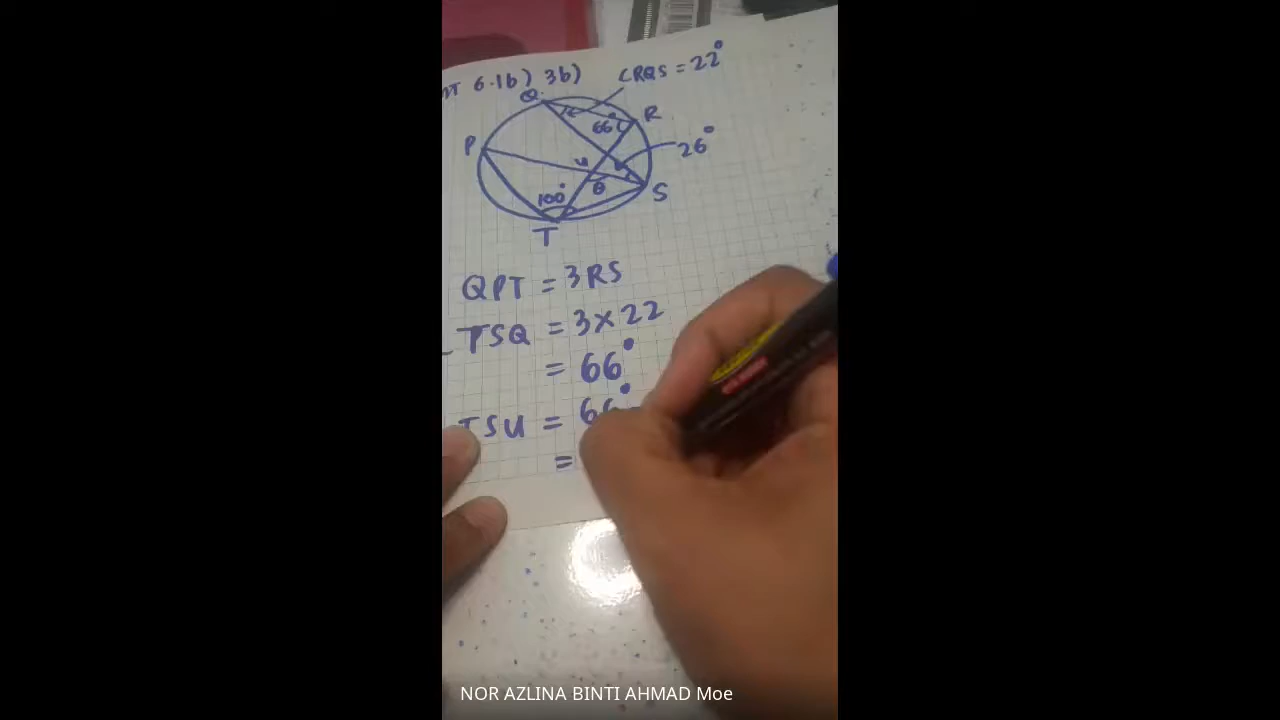 6.1b) 3b)
∠RQS = 22°
Q
R
66°
P
26°
u
θ
100°
S
T
QPT = 3RS
∠TSQ = 3×22
= 66°
TSU = 66°
=
NOR AZLINA BINTI AHMAD Moe